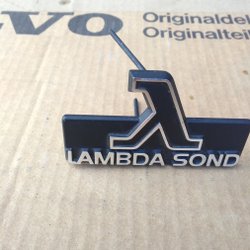 VO
Originaldel
Originalteil
λ
LAMBDA SOND